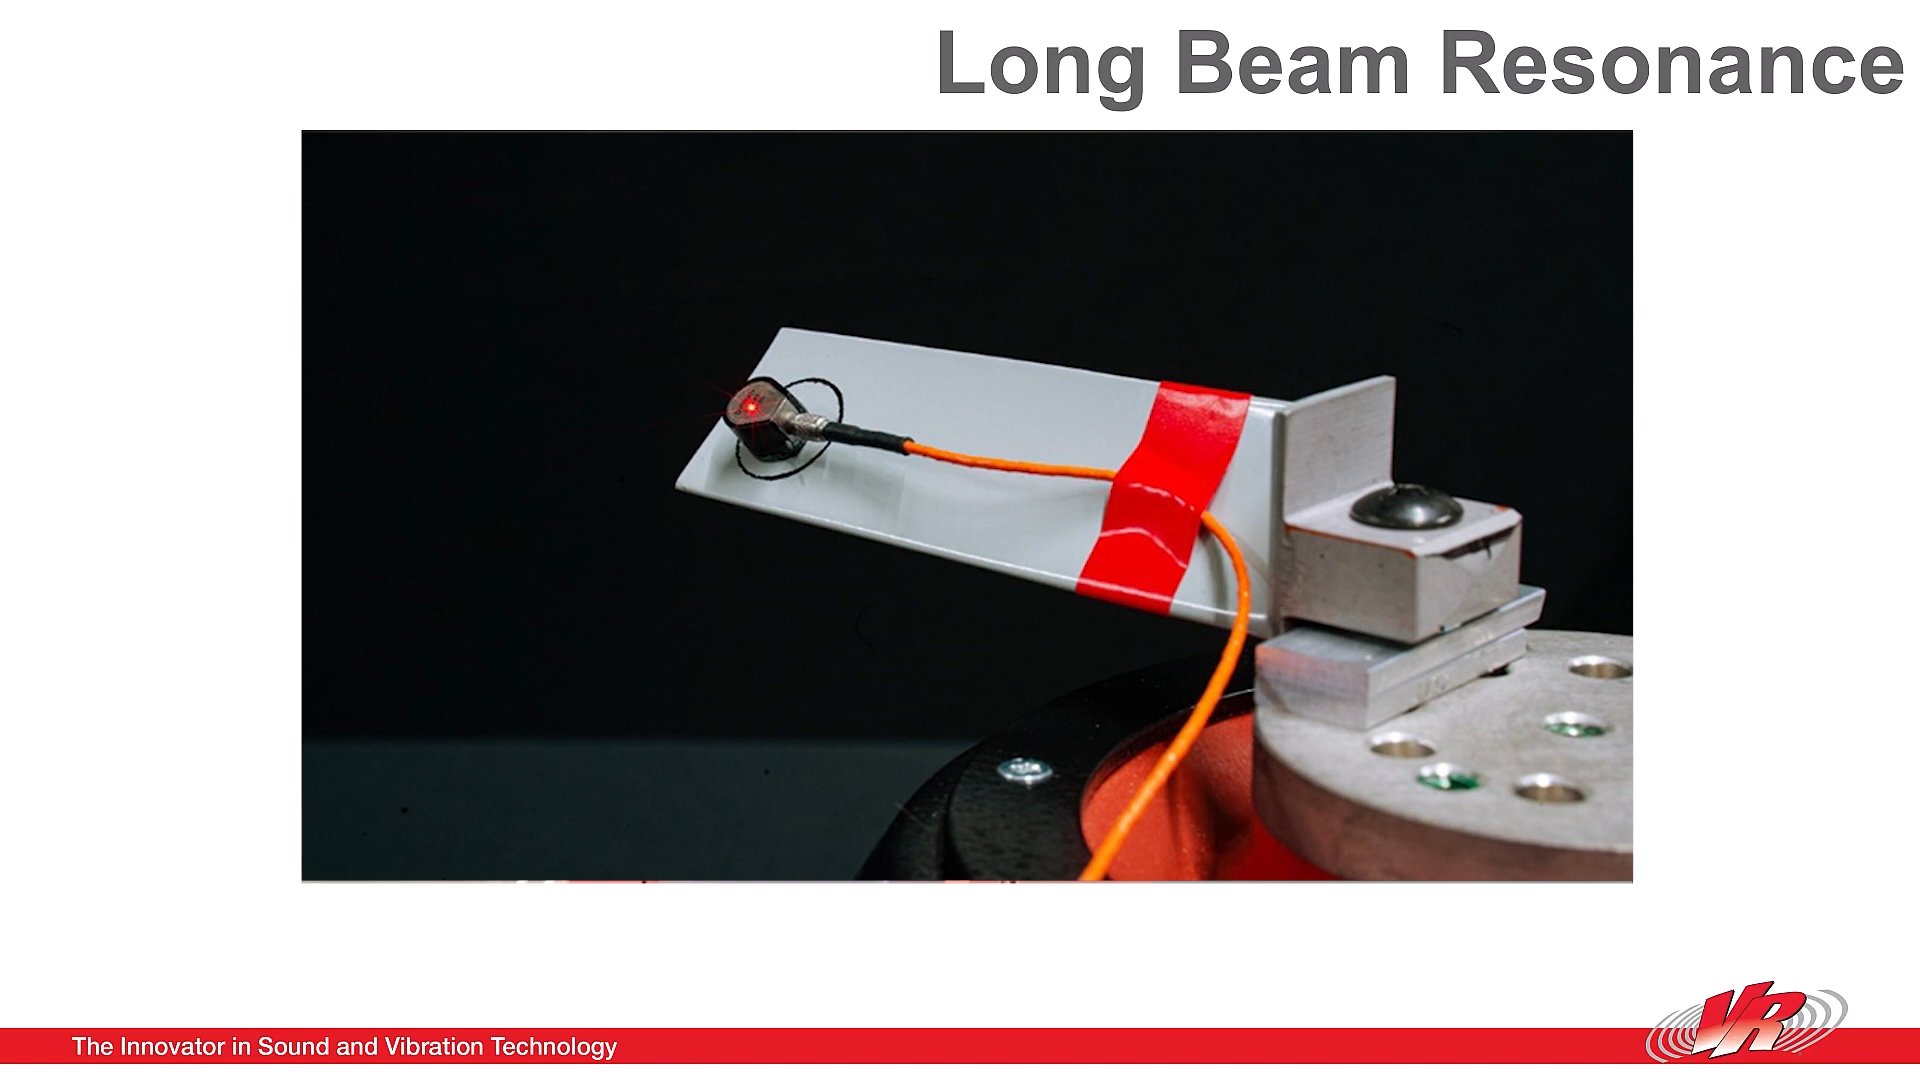 Long Beam Resonance
The Innovator in Sound and Vibration Technology
VR